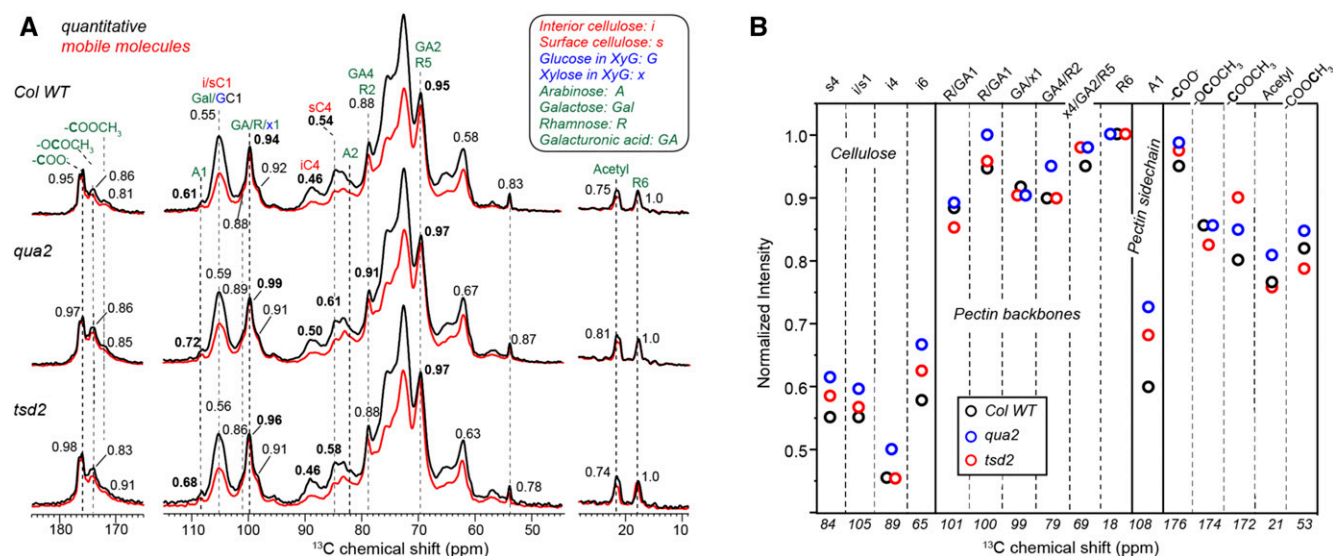 A
quantitative
mobile molecules
Interior cellulose: i
Surface cellulose: s
Glucose in XyG: G
Xylose in XyG: x
Arabinose: A
Galactose: Gal
Rhamnose: R
Galacturonic acid: GA
Col WT
-COOCH3
-OCOCH3
-COO-
0.95
0.86
0.81
i/sC1
Gal/GC1
0.55
A1
0.61
GA/R/x1
0.94
0.92
0.88
sC4
0.54
iC4
0.46
A2
GA4
R2
0.88
GA2
R5
0.95
0.58
0.83
Acetyl
0.75
R6
1.0
qua2
0.97
0.86
0.85
0.72
0.59
0.89
0.99
0.91
0.50
0.61
0.91
0.97
0.67
0.87
0.81
1.0
tsd2
0.98
0.83
0.91
0.68
0.56
0.86
0.96
0.91
0.46
0.58
0.88
0.97
0.63
0.78
0.74
1.0
180 170 110 100 90 80 70 60 50 40 20 10
13C chemical shift (ppm)
B
s4 i/s1 i4 i6 R/GA1 R/GA1 GA/x1 GA4/R2 x4/GA2/R5 R6 A1 -COO- -OCOCH3 -COOCH3 Acetyl COOCH3
Normalized Intensity
1.0
0.9
0.8
0.7
0.6
0.5
Cellulose
Pectin backbones
Pectin sidechain
Col WT
qua2
tsd2
84 105 89 65 101 100 99 79 69 18 108 176 174 172 21 53
13C chemical shift (ppm)